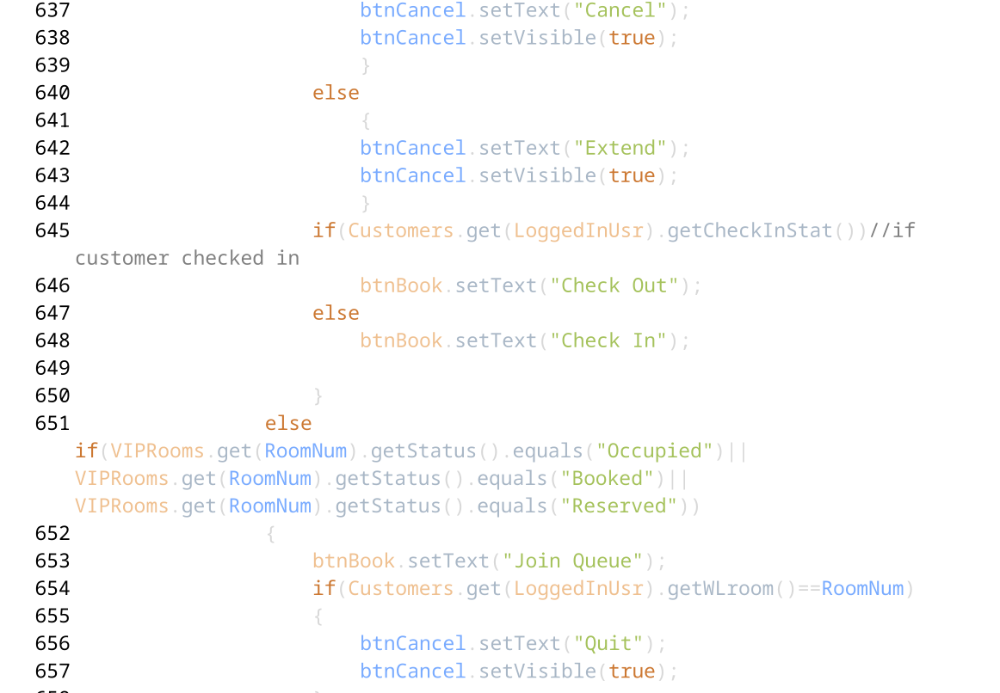 637 btnCancel.setText("Cancel");
638 btnCancel.setVisible(true);
639 }
640 else
641 {
642 btnCancel.setText("Extend");
643 btnCancel.setVisible(true);
644 }
645 if(Customers.get(LoggedInUsr).getCheckInStat())//if
customer checked in
646 btnBook.setText("Check Out");
647 else
648 btnBook.setText("Check In");
649
650 }
651 else
if(VIPRooms.get(RoomNum).getStatus().equals("Occupied")||
VIPRooms.get(RoomNum).getStatus().equals("Booked")||
VIPRooms.get(RoomNum).getStatus().equals("Reserved"))
652 {
653 btnBook.setText("Join Queue");
654 if(Customers.get(LoggedInUsr).getWLroom()==RoomNum)
655 {
656 btnCancel.setText("Quit");
657 btnCancel.setVisible(true);